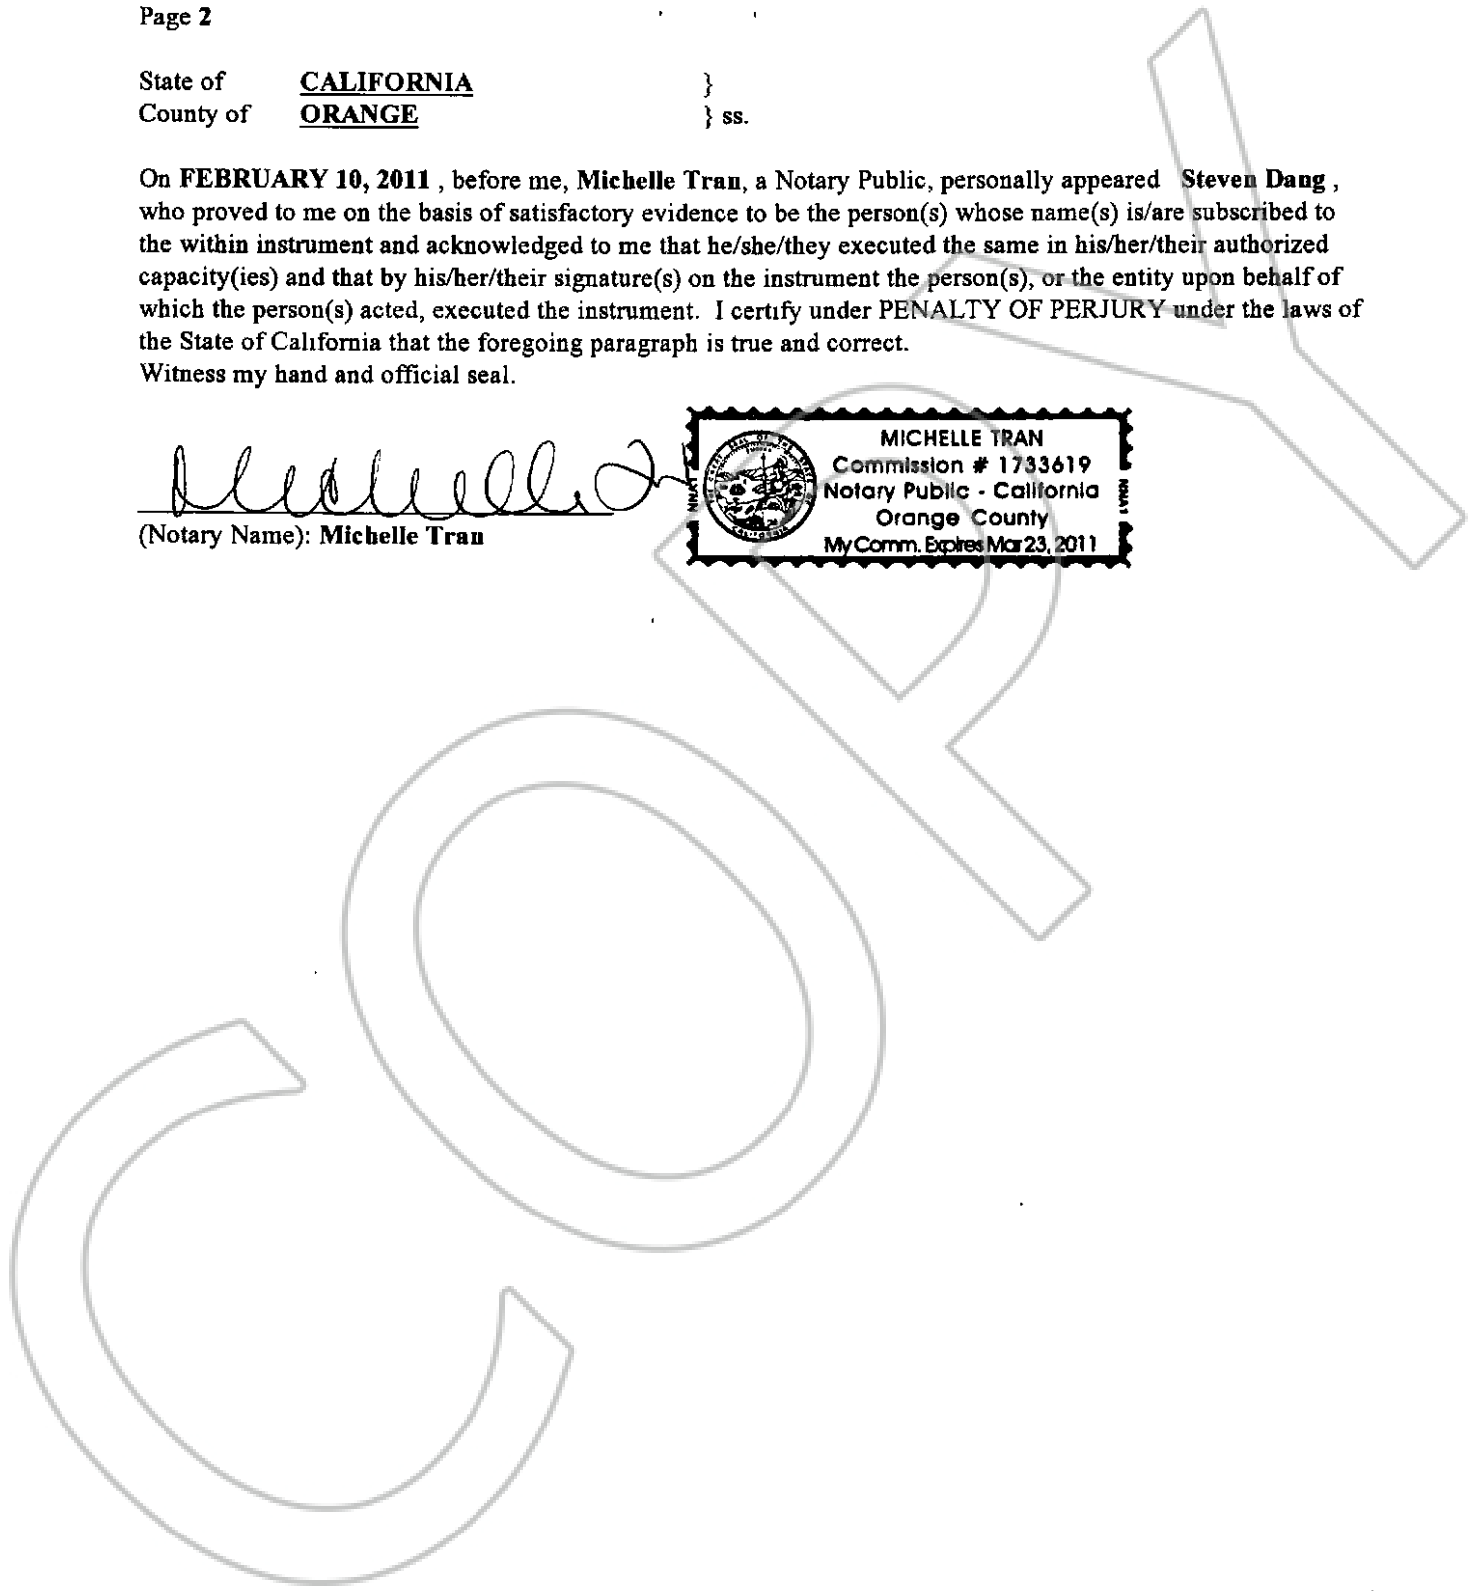 Page 2
State of CALIFORNIA }
County of ORANGE } ss.
On FEBRUARY 10, 2011 , before me, Michelle Tran, a Notary Public, personally appeared Steven Dang ,
who proved to me on the basis of satisfactory evidence to be the person(s) whose name(s) is/are subscribed to
the within instrument and acknowledged to me that he/she/they executed the same in his/her/their authorized
capacity(ies) and that by his/her/their signature(s) on the instrument the person(s), or the entity upon behalf of
which the person(s) acted, executed the instrument. I certify under PENALTY OF PERJURY under the laws of
the State of California that the foregoing paragraph is true and correct.
Witness my hand and official seal.
(Notary Name): Michelle Tran
MICHELLE TRAN
Commission # 1733619
Notary Public - California
Orange County
My Comm. Expires Mar 23, 2011
COPY